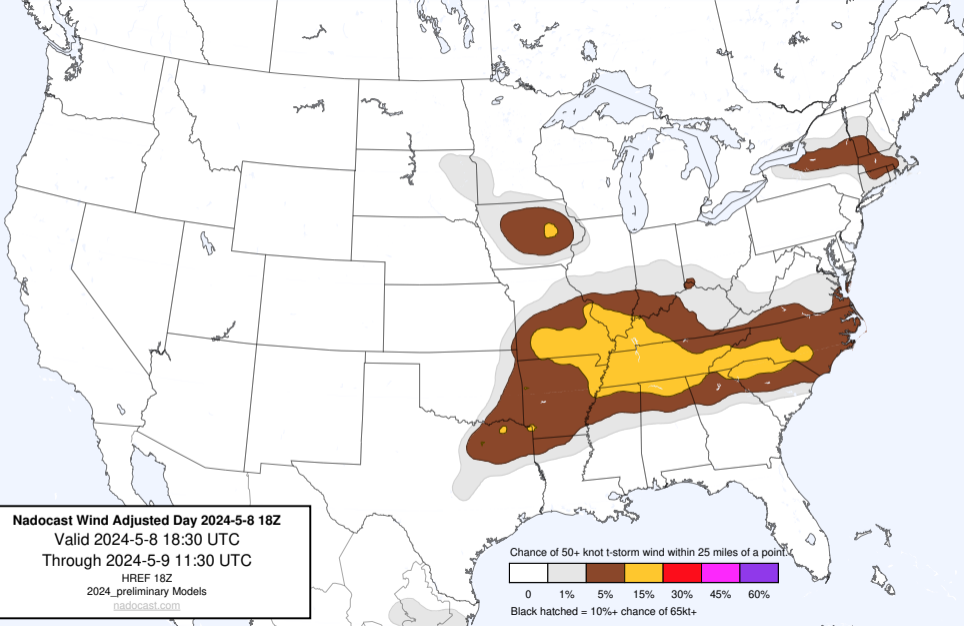 Nadocast Wind Adjusted Day 2024-5-8 18Z
Valid 2024-5-8 18:30 UTC
Through 2024-5-9 11:30 UTC
HREF 18Z
2024_preliminary Models
nadocast.com
Chance of 50+ knot t-storm wind within 25 miles of a point.
0 1% 5% 15% 30% 45% 60%
Black hatched = 10%+ chance of 65kt+